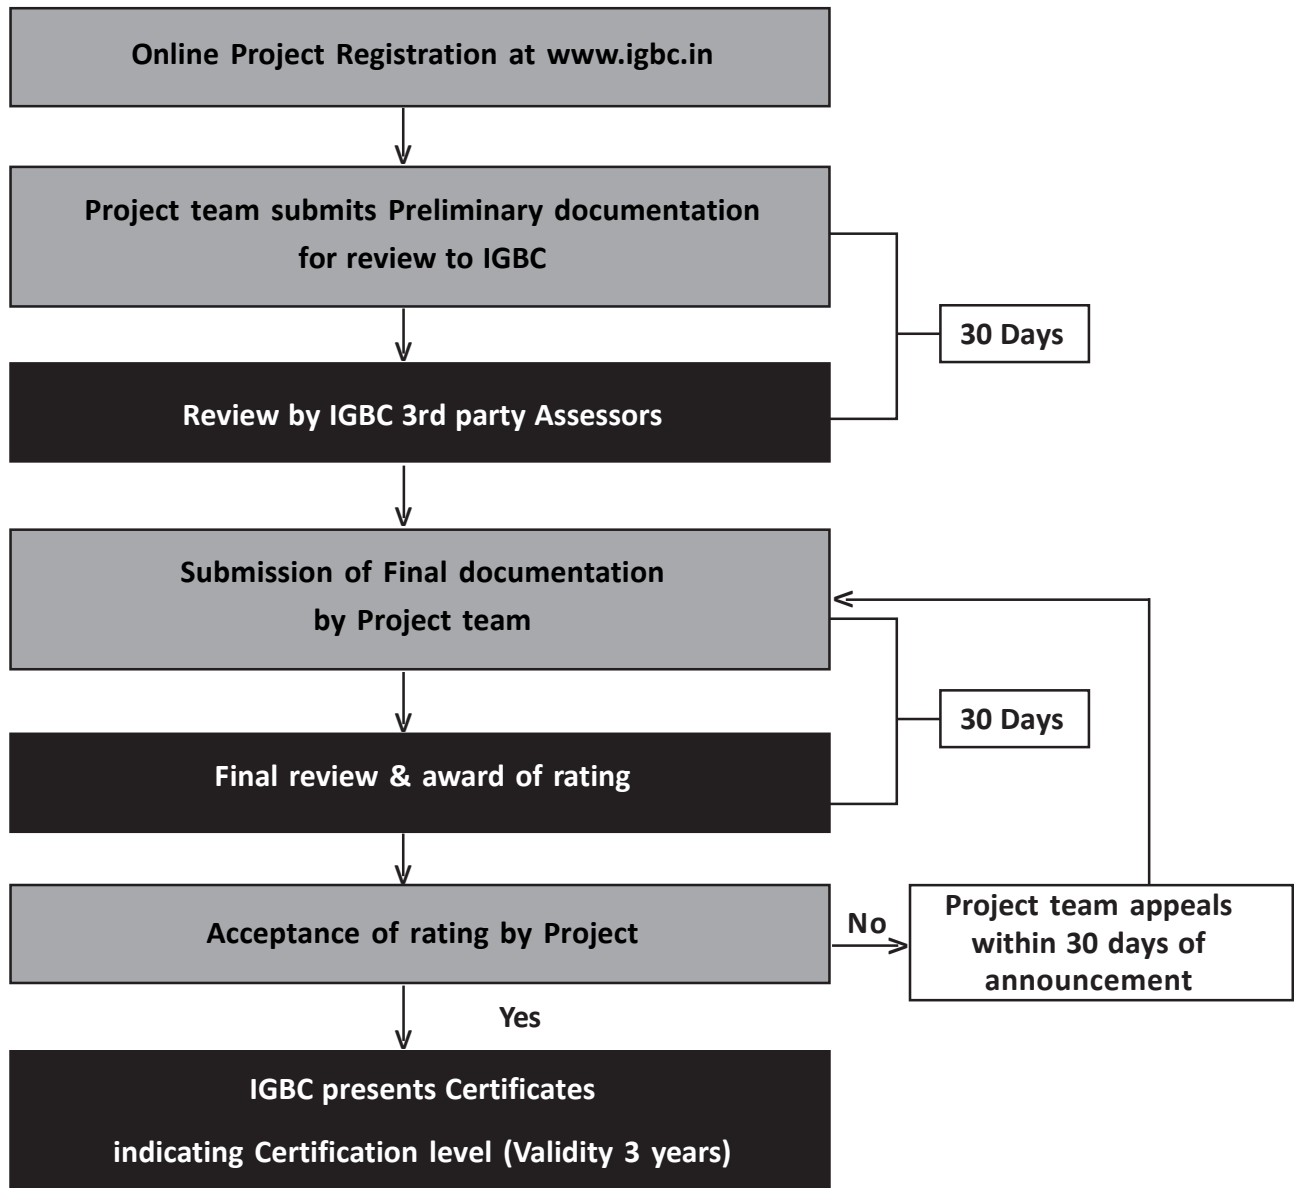 Online Project Registration at www.igbc.in
Project team submits Preliminary documentation
for review to IGBC
30 Days
Review by IGBC 3rd party Assessors
Submission of Final documentation
by Project team
30 Days
Final review & award of rating
Acceptance of rating by Project
No
Project team appeals
within 30 days of
announcement
Yes
IGBC presents Certificates
indicating Certification level (Validity 3 years)